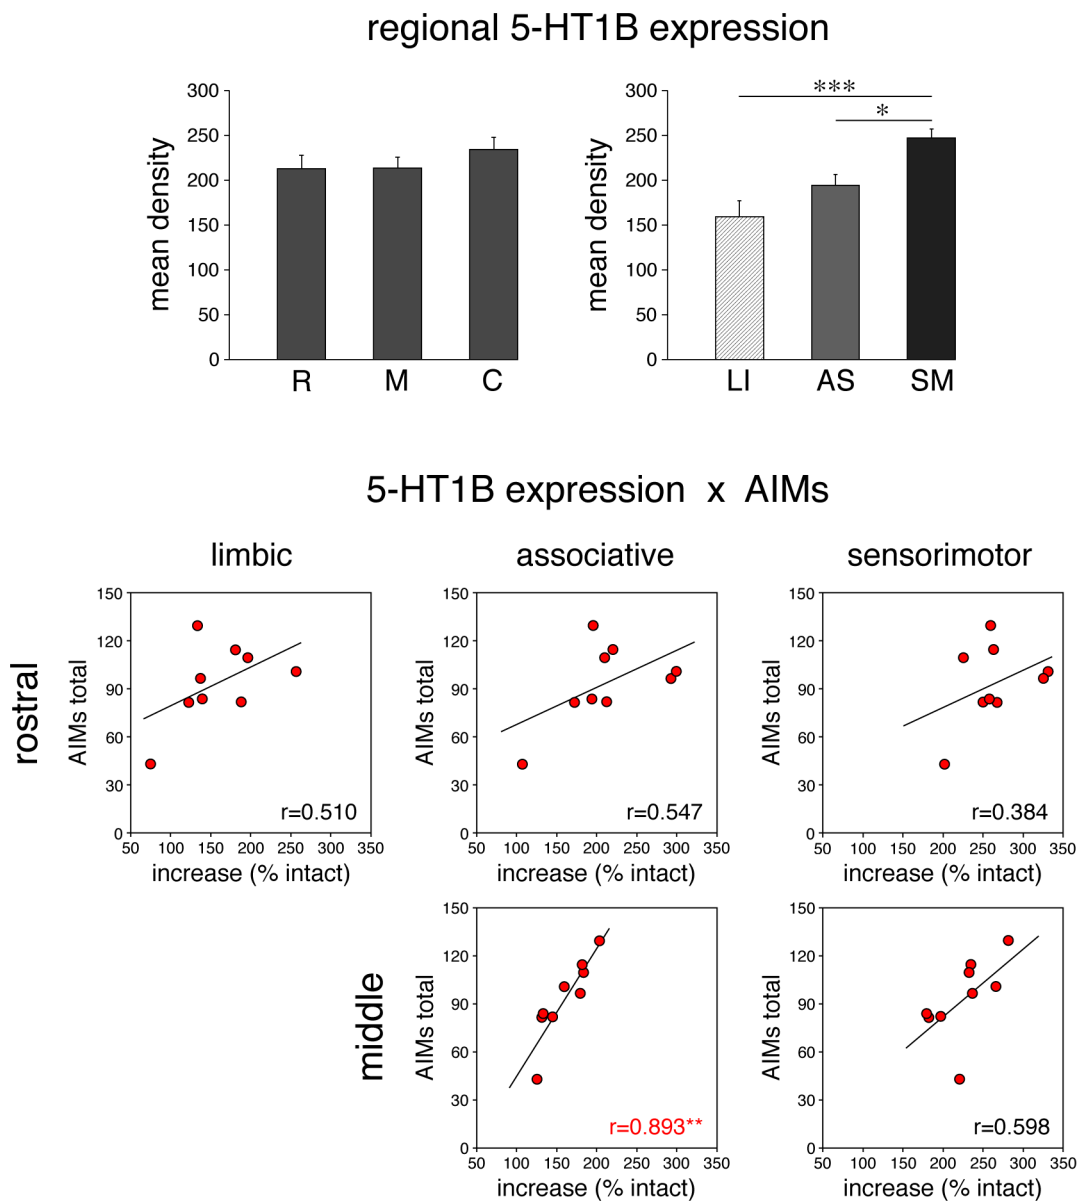 regional 5-HT1B expression
300
250
200
150
100
50
0
mean density
R M C
300
250
200
150
100
50
0
mean density
***
*
LI AS SM
5-HT1B expression x AIMs
limbic associative sensorimotor
rostral
150
120
90
60
30
0
AIMs total
r=0.510
50 100 150 200 250 300 350
increase (% intact)
150
120
90
60
30
0
AIMs total
r=0.547
50 100 150 200 250 300 350
increase (% intact)
150
120
90
60
30
0
AIMs total
r=0.384
50 100 150 200 250 300 350
increase (% intact)
middle
150
120
90
60
30
0
AIMs total
r=0.893**
50 100 150 200 250 300 350
increase (% intact)
150
120
90
60
30
0
AIMs total
r=0.598
50 100 150 200 250 300 350
increase (% intact)